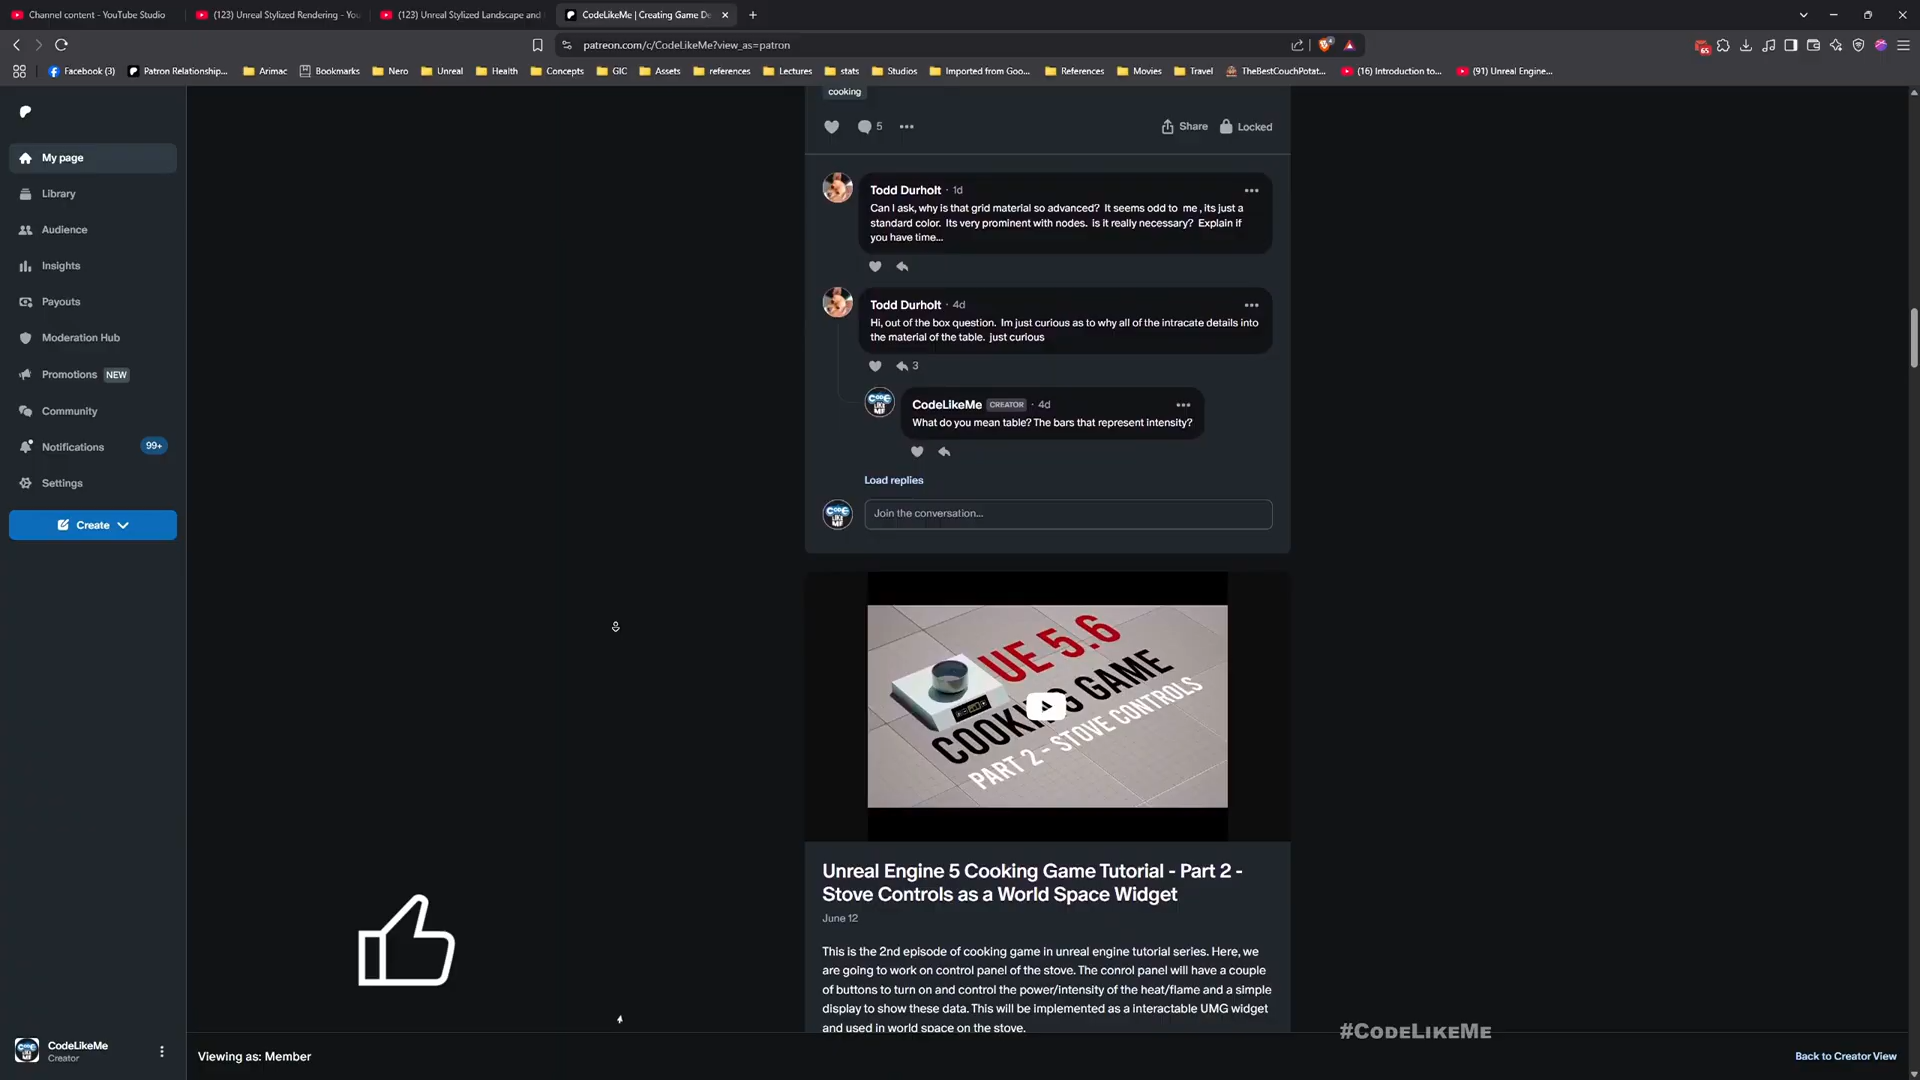 Channel content - YouTube Studio
(123) Unreal Stylized Rendering - You
(123) Unreal Stylized Landscape and
CodeLikeMe | Creating Game De
patreon.com/c/CodeLikeMe?view_as=patron
4
65
Facebook (3)
Patron Relationship...
Arimac
Bookmarks
Nero
Unreal
Health
Concepts
GIC
Assets
references
Lectures
stats
Studios
Imported from Goo...
References
Movies
Travel
TheBestCouchPotat...
(16) Introduction to...
(91) Unreal Engine...
My page
Library
Audience
Insights
Payouts
Moderation Hub
Promotions NEW
Community
Notifications 99+
Settings
Create
CodeLikeMe
Creator
cooking
5
Share
Locked
Todd Durholt · 1d
Can I ask, why is that grid material so advanced? It seems odd to me , its just a
standard color. Its very prominent with nodes. is it really necessary? Explain if
you have time...
Todd Durholt · 4d
Hi, out of the box question. Im just curious as to why all of the intracate details into
the material of the table. just curious
3
CODE
LIKE
ME
CodeLikeMe CREATOR · 4d
What do you mean table? The bars that represent intensity?
Load replies
CODE
LIKE
ME
Join the conversation...
UE 5.6
COOKING GAME
PART 2 - STOVE CONTROLS
Unreal Engine 5 Cooking Game Tutorial - Part 2 -
Stove Controls as a World Space Widget
June 12
This is the 2nd episode of cooking game in unreal engine tutorial series. Here, we
are going to work on control panel of the stove. The conrol panel will have a couple
of buttons to turn on and control the power/intensity of the heat/flame and a simple
display to show these data. This will be implemented as a interactable UMG widget
and used in world space on the stove.
#CodeLikeMe
Viewing as: Member
Back to Creator View